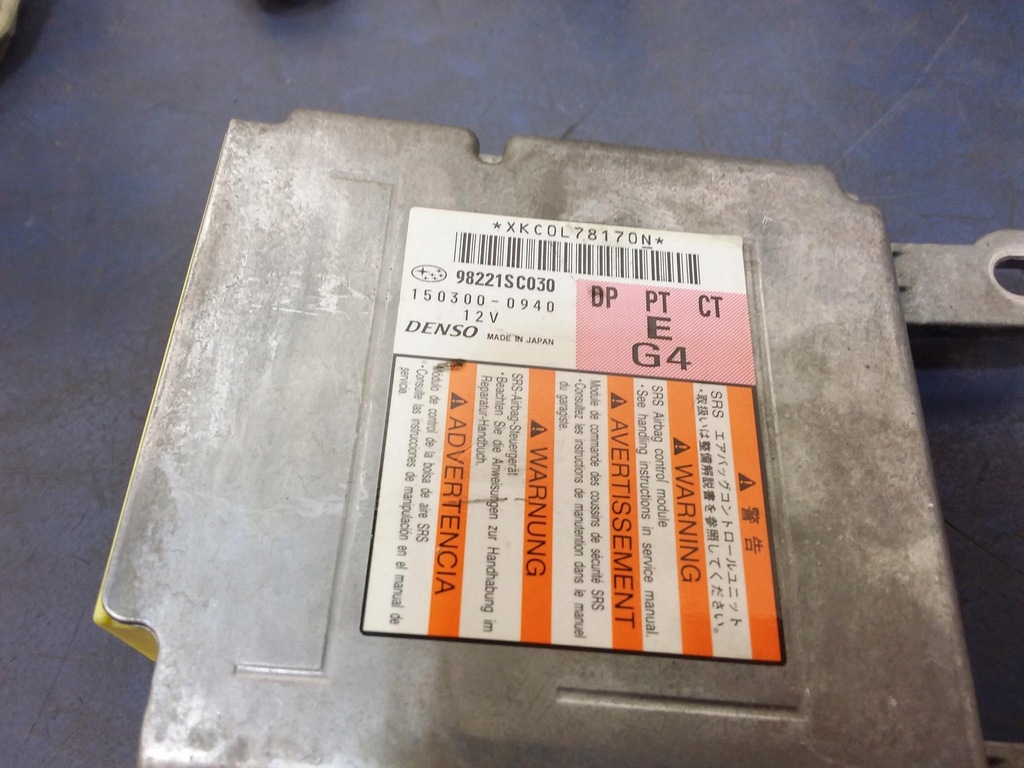 *XKC0L78170N*
98221SC030
150300-0940
12V
DENSO MADE IN JAPAN
DP PT CT
E
G4
⚠ 警告
SRS エアバッグコントロールユニット
・取扱いは整備解説書を参照してください。
⚠ WARNING
SRS Airbag control module
・See handling instructions in service manual.
⚠ AVERTISSEMENT
Module de commande des coussins de sécurité SRS
・Consultez les instructions de manutention dans le manuel
du garagiste.
⚠ WARNUNG
SRS-Airbag-Steuergerät
・Beachten Sie die Anweisungen zur Handhabung im
Reparatur-Handbuch.
⚠ ADVERTENCIA
Módulo de control de la bolsa de aire SRS
・Consulte las instrucciones de manipulación en el manual de
servicio.